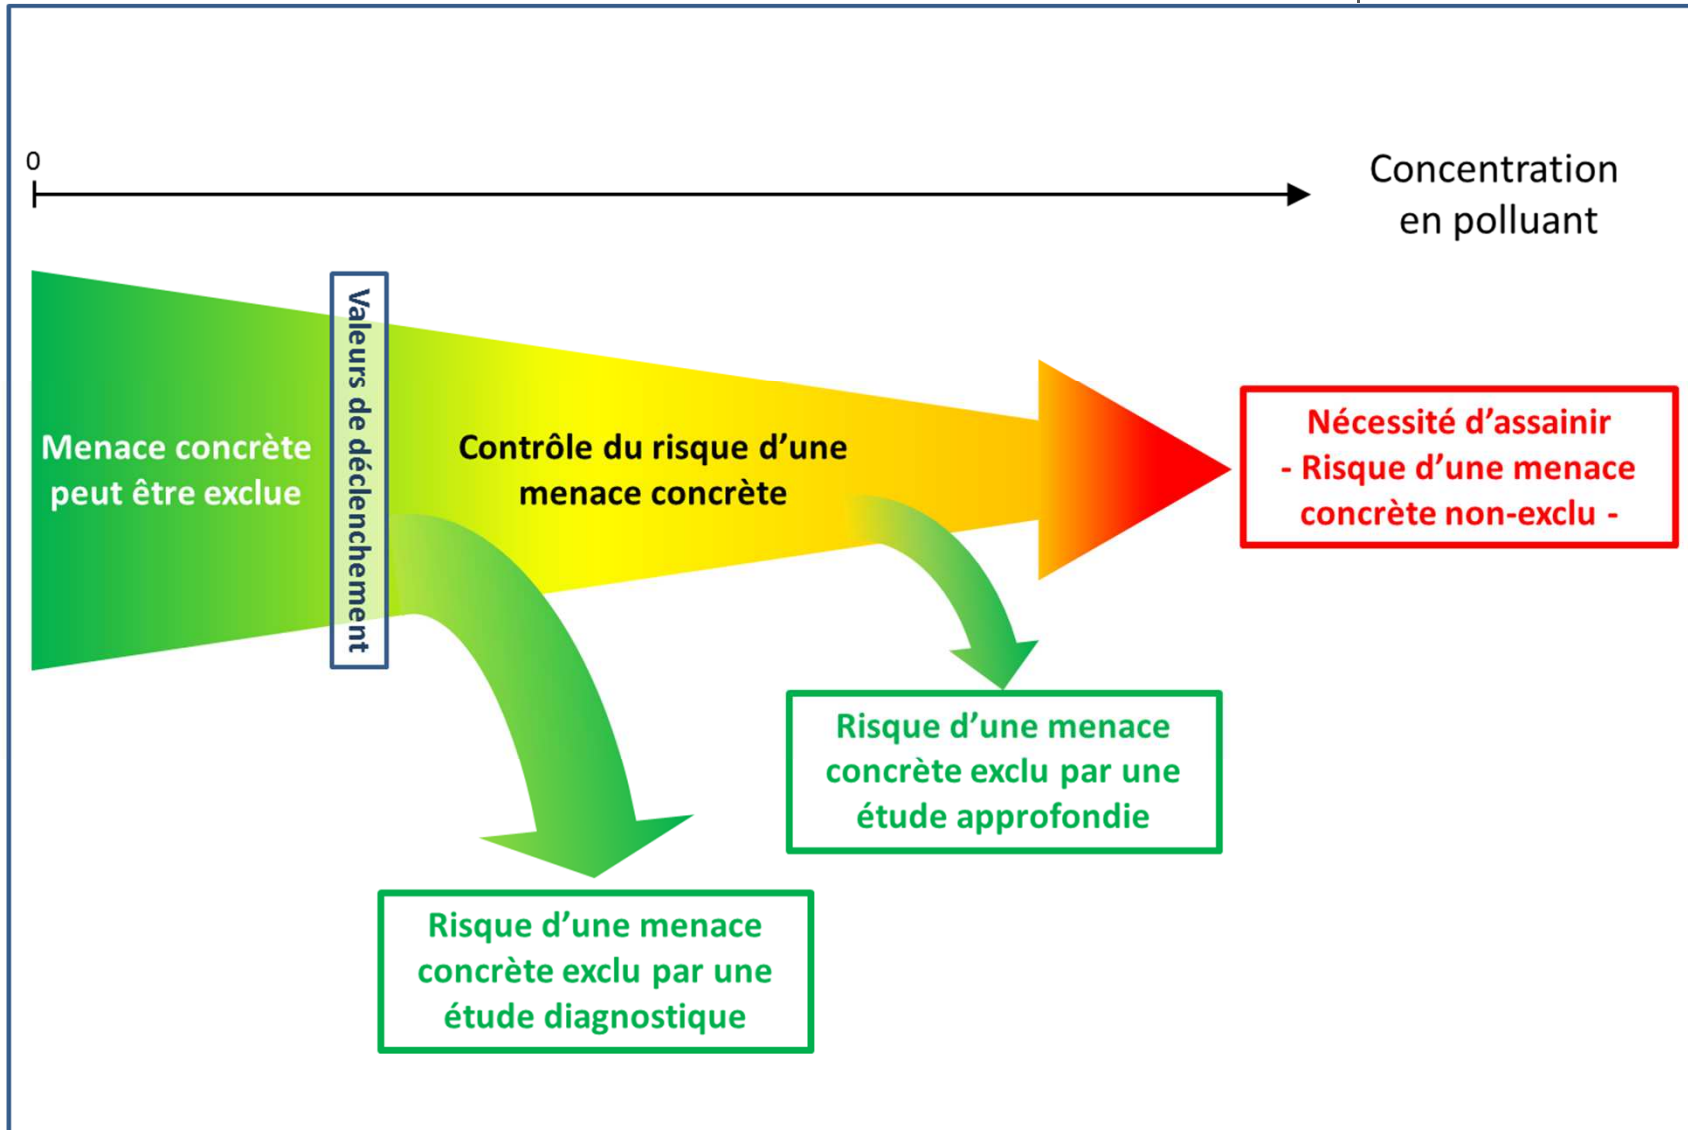 0
Concentration
en polluant
Menace concrète
peut être exclue
Valeurs de déclenchement
Contrôle du risque d’une
menace concrète
Nécessité d’assainir
- Risque d’une menace
concrète non-exclu -
Risque d’une menace
concrète exclu par une
étude approfondie
Risque d’une menace
concrète exclu par une
étude diagnostique